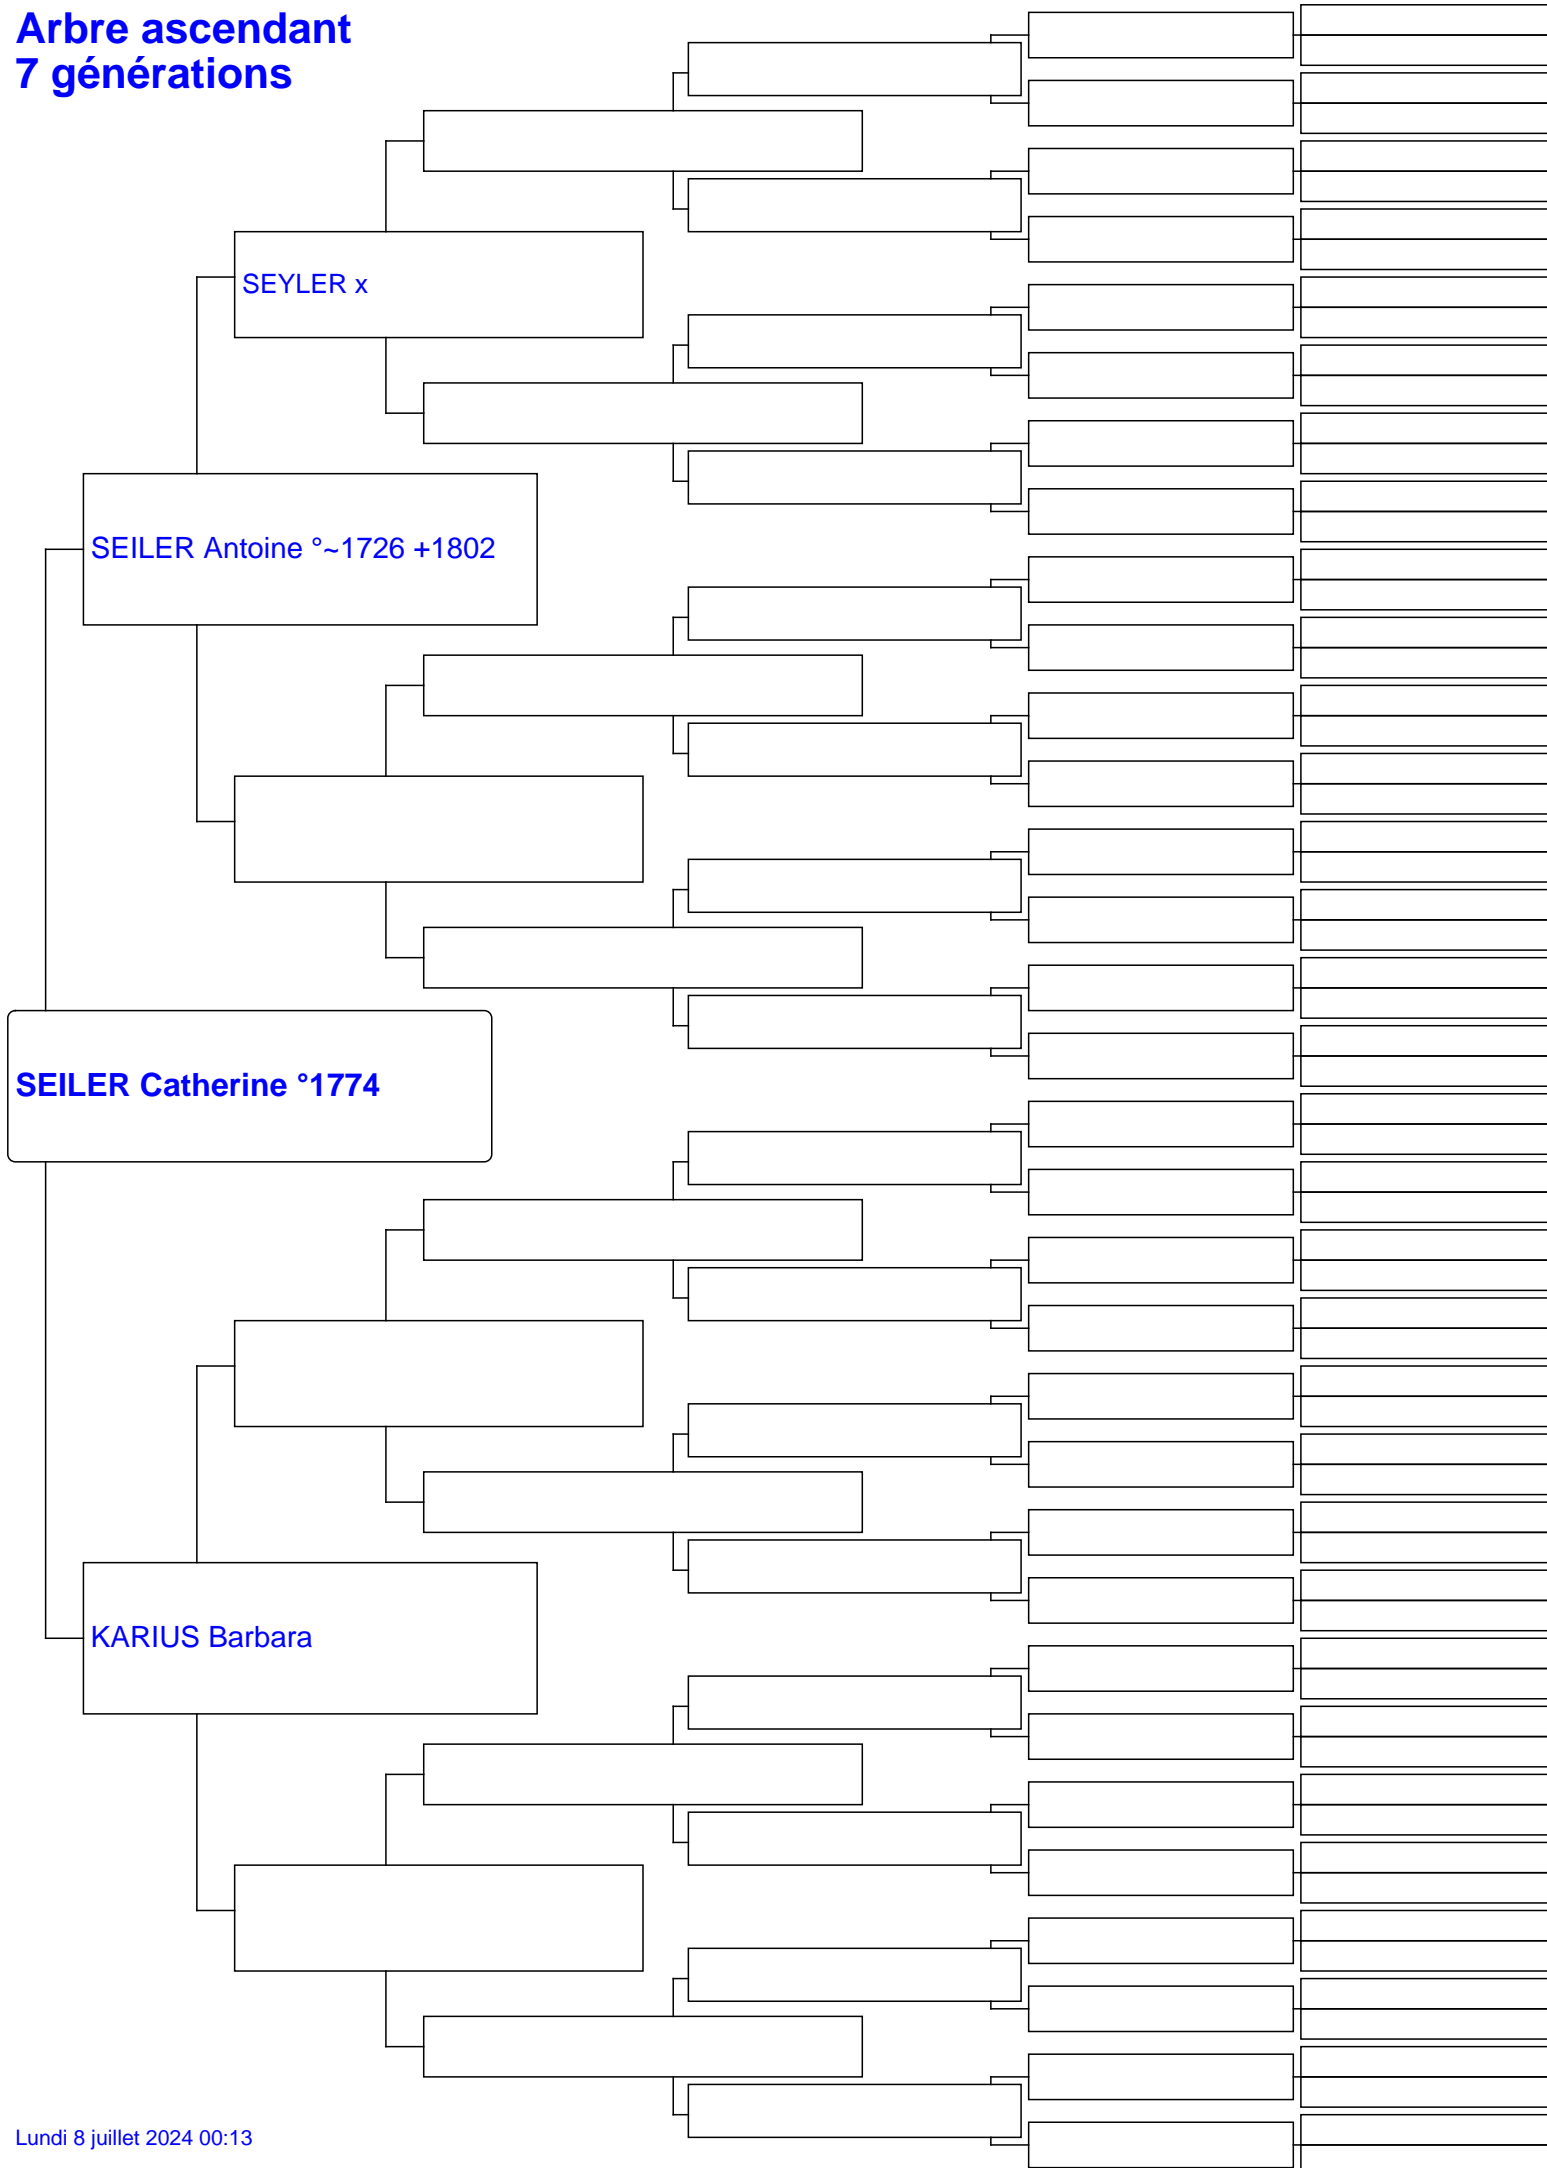 Arbre ascendant
7 générations
SEYLER x
SEILER Antoine °~1726 +1802
SEILER Catherine °1774
KARIUS Barbara
Lundi 8 juillet 2024 00:13